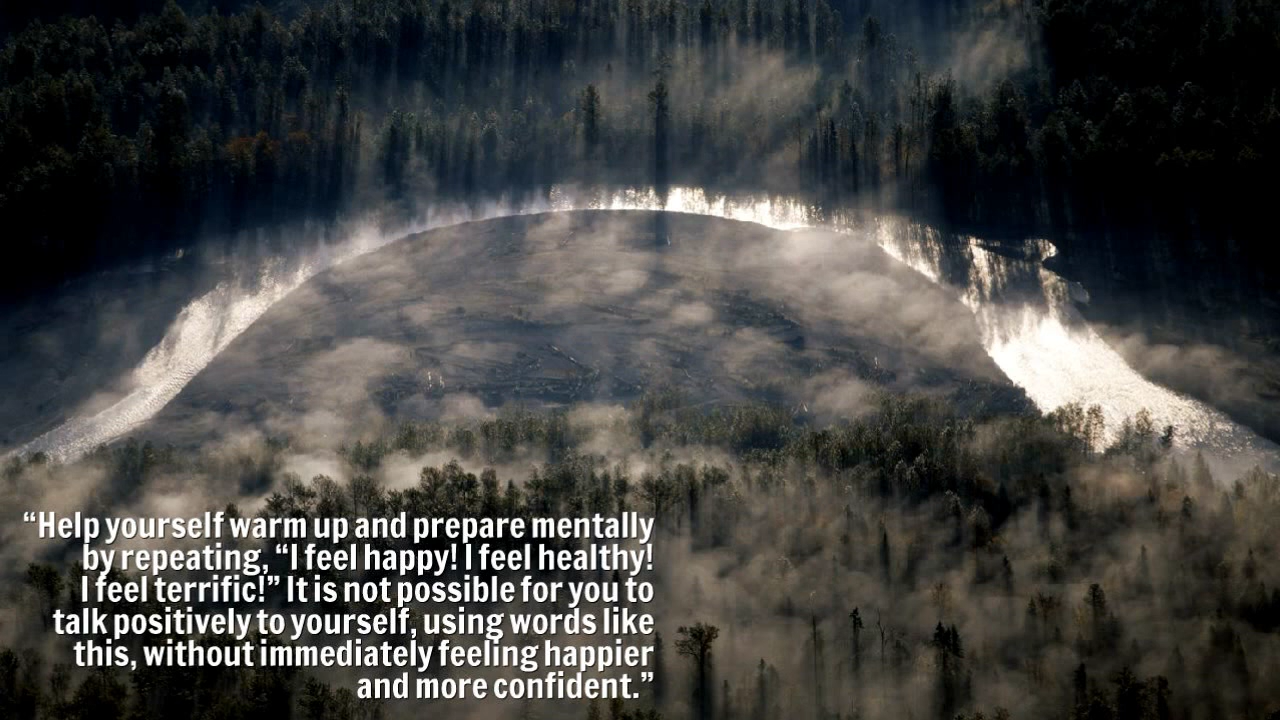 “Help yourself warm up and prepare mentally
by repeating, “I feel happy! I feel healthy!
I feel terrific!” It is not possible for you to
talk positively to yourself, using words like
this, without immediately feeling happier
and more confident.”